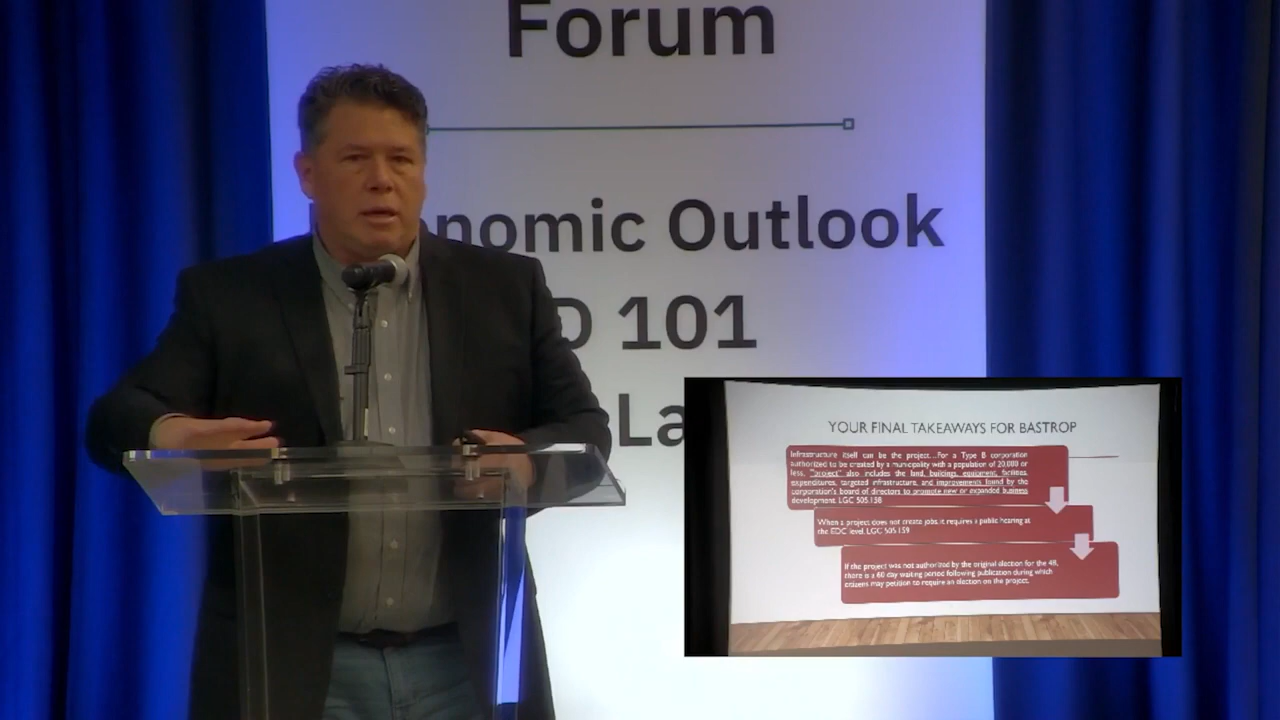 Forum
nomic Outlook
D 101
La
YOUR FINAL TAKEAWAYS FOR BASTROP
Infrastructure itself can be the project...For a Type B corporation
authorized to be created by a municipality with a population of 20,000 or
less, "project" also includes the land, buildings, equipment, facilities,
expenditures, targeted infrastructure, and improvements found by the
corporation's board of directors to promote new or expanded business
development. LGC 505.158
When a project does not create jobs, it requires a public hearing at
the EDC level. LGC 505.159
If the project was not authorized by the original election for the 4B,
there is a 60 day waiting period following publication during which
citizens may petition to require an election on the project.